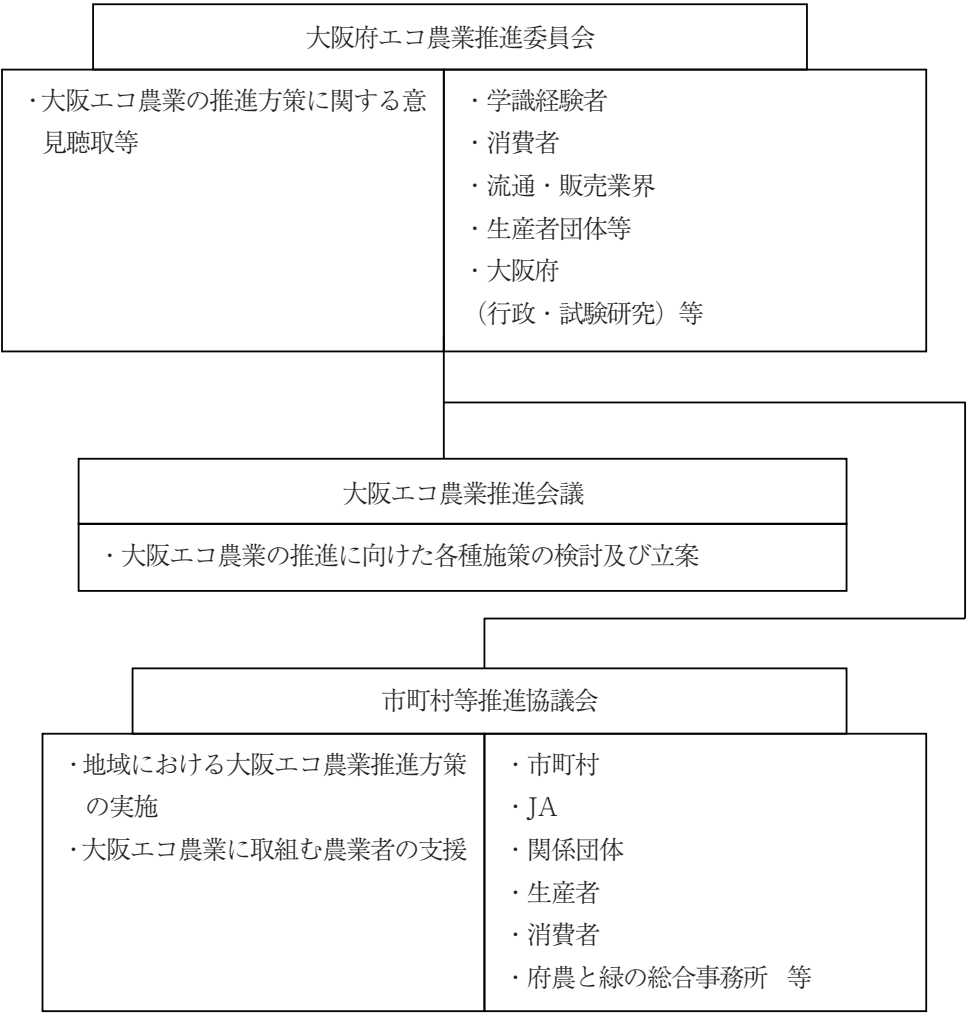 大阪府エコ農業推進委員会
・大阪エコ農業の推進方策に関する意
見聴取等
・学識経験者
・消費者
・流通・販売業界
・生産者団体等
・大阪府
（行政・試験研究）等
大阪エコ農業推進会議
・大阪エコ農業の推進に向けた各種施策の検討及び立案
市町村等推進協議会
・地域における大阪エコ農業推進方策
の実施
・大阪エコ農業に取組む農業者の支援
・市町村
・JA
・関係団体
・生産者
・消費者
・府農と緑の総合事務所　等